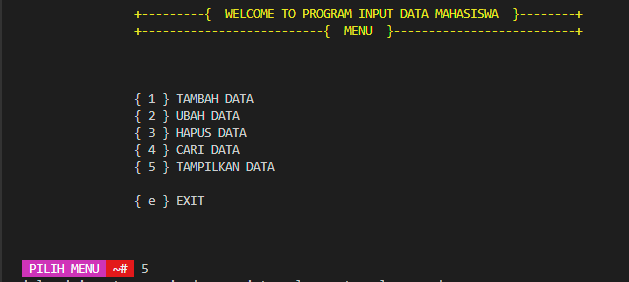 +---------{ WELCOME TO PROGRAM INPUT DATA MAHASISWA }--------+
+--------------------------{ MENU }--------------------------+
{ 1 } TAMBAH DATA
{ 2 } UBAH DATA
{ 3 } HAPUS DATA
{ 4 } CARI DATA
{ 5 } TAMPILKAN DATA
{ e } EXIT
PILIH MENU ~# 5